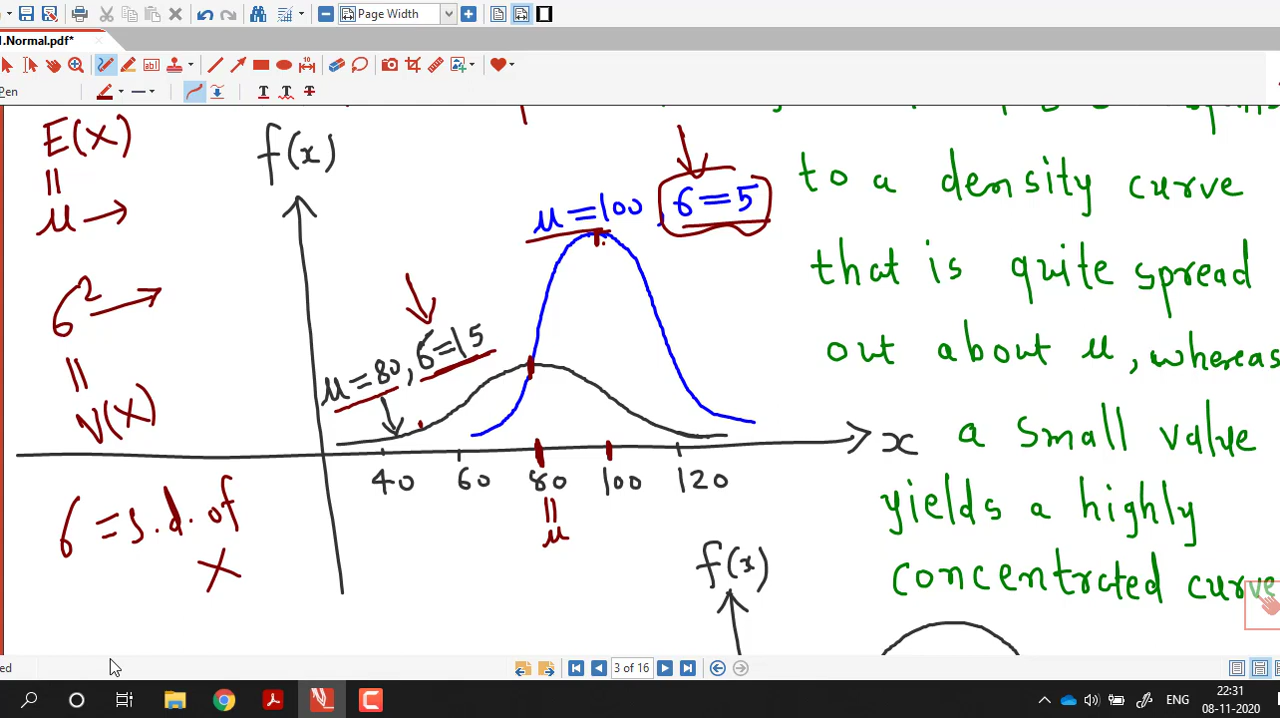 Page Width
1.Normal.pdf*
Pen
E(X)
=
μ →
σ² →
=
V(X)
σ = s.d. of
X
f(x)
μ=100, σ=5
μ=80, σ=15
40 60 80 100 120
x
=
μ
to a density curve
that is quite spread
out about μ, whereas
a small value
yields a highly
concentrated curve
f(x)
3 of 16
ENG
22:31
08-11-2020